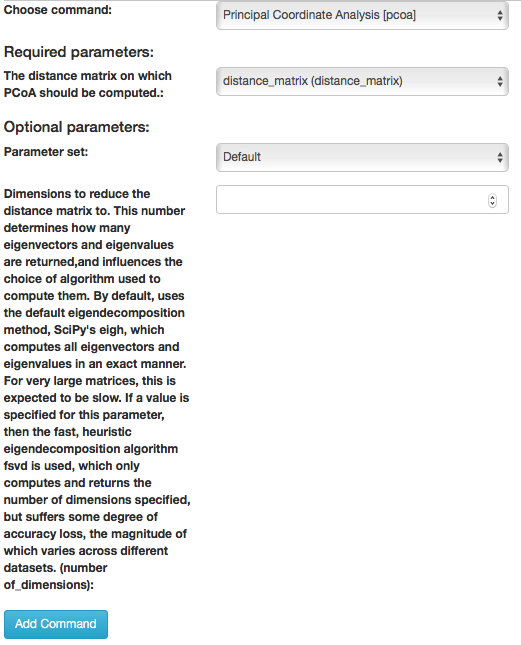 Choose command:
Principal Coordinate Analysis [pcoa]
Required parameters:
The distance matrix on which
PCoA should be computed.:
distance_matrix (distance_matrix)
Optional parameters:
Parameter set:
Default
Dimensions to reduce the
distance matrix to. This number
determines how many
eigenvectors and eigenvalues
are returned,and influences the
choice of algorithm used to
compute them. By default, uses
the default eigendecomposition
method, SciPy's eigh, which
computes all eigenvectors and
eigenvalues in an exact manner.
For very large matrices, this is
expected to be slow. If a value is
specified for this parameter,
then the fast, heuristic
eigendecomposition algorithm
fsvd is used, which only
computes and returns the
number of dimensions specified,
but suffers some degree of
accuracy loss, the magnitude of
which varies across different
datasets. (number
of_dimensions):
Add Command